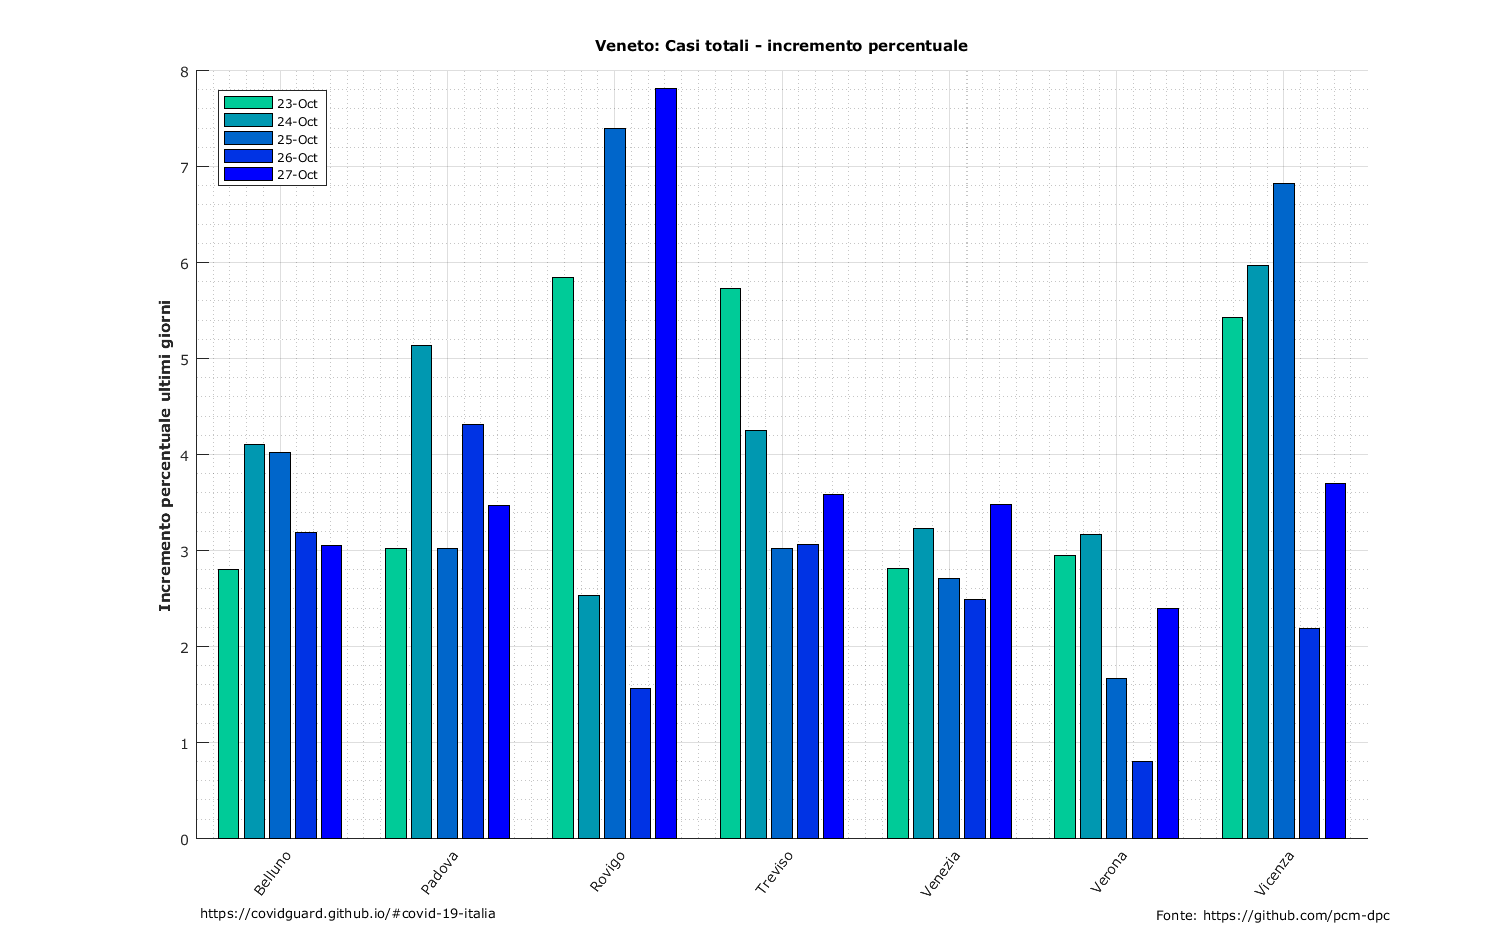 Veneto: Casi totali - incremento percentuale
8
7
6
5
4
3
2
1
0
Incremento percentuale ultimi giorni
23-Oct
24-Oct
25-Oct
26-Oct
27-Oct
Belluno
Padova
Rovigo
Treviso
Venezia
Verona
Vicenza
https://covidguard.github.io/#covid-19-italia
Fonte: https://github.com/pcm-dpc